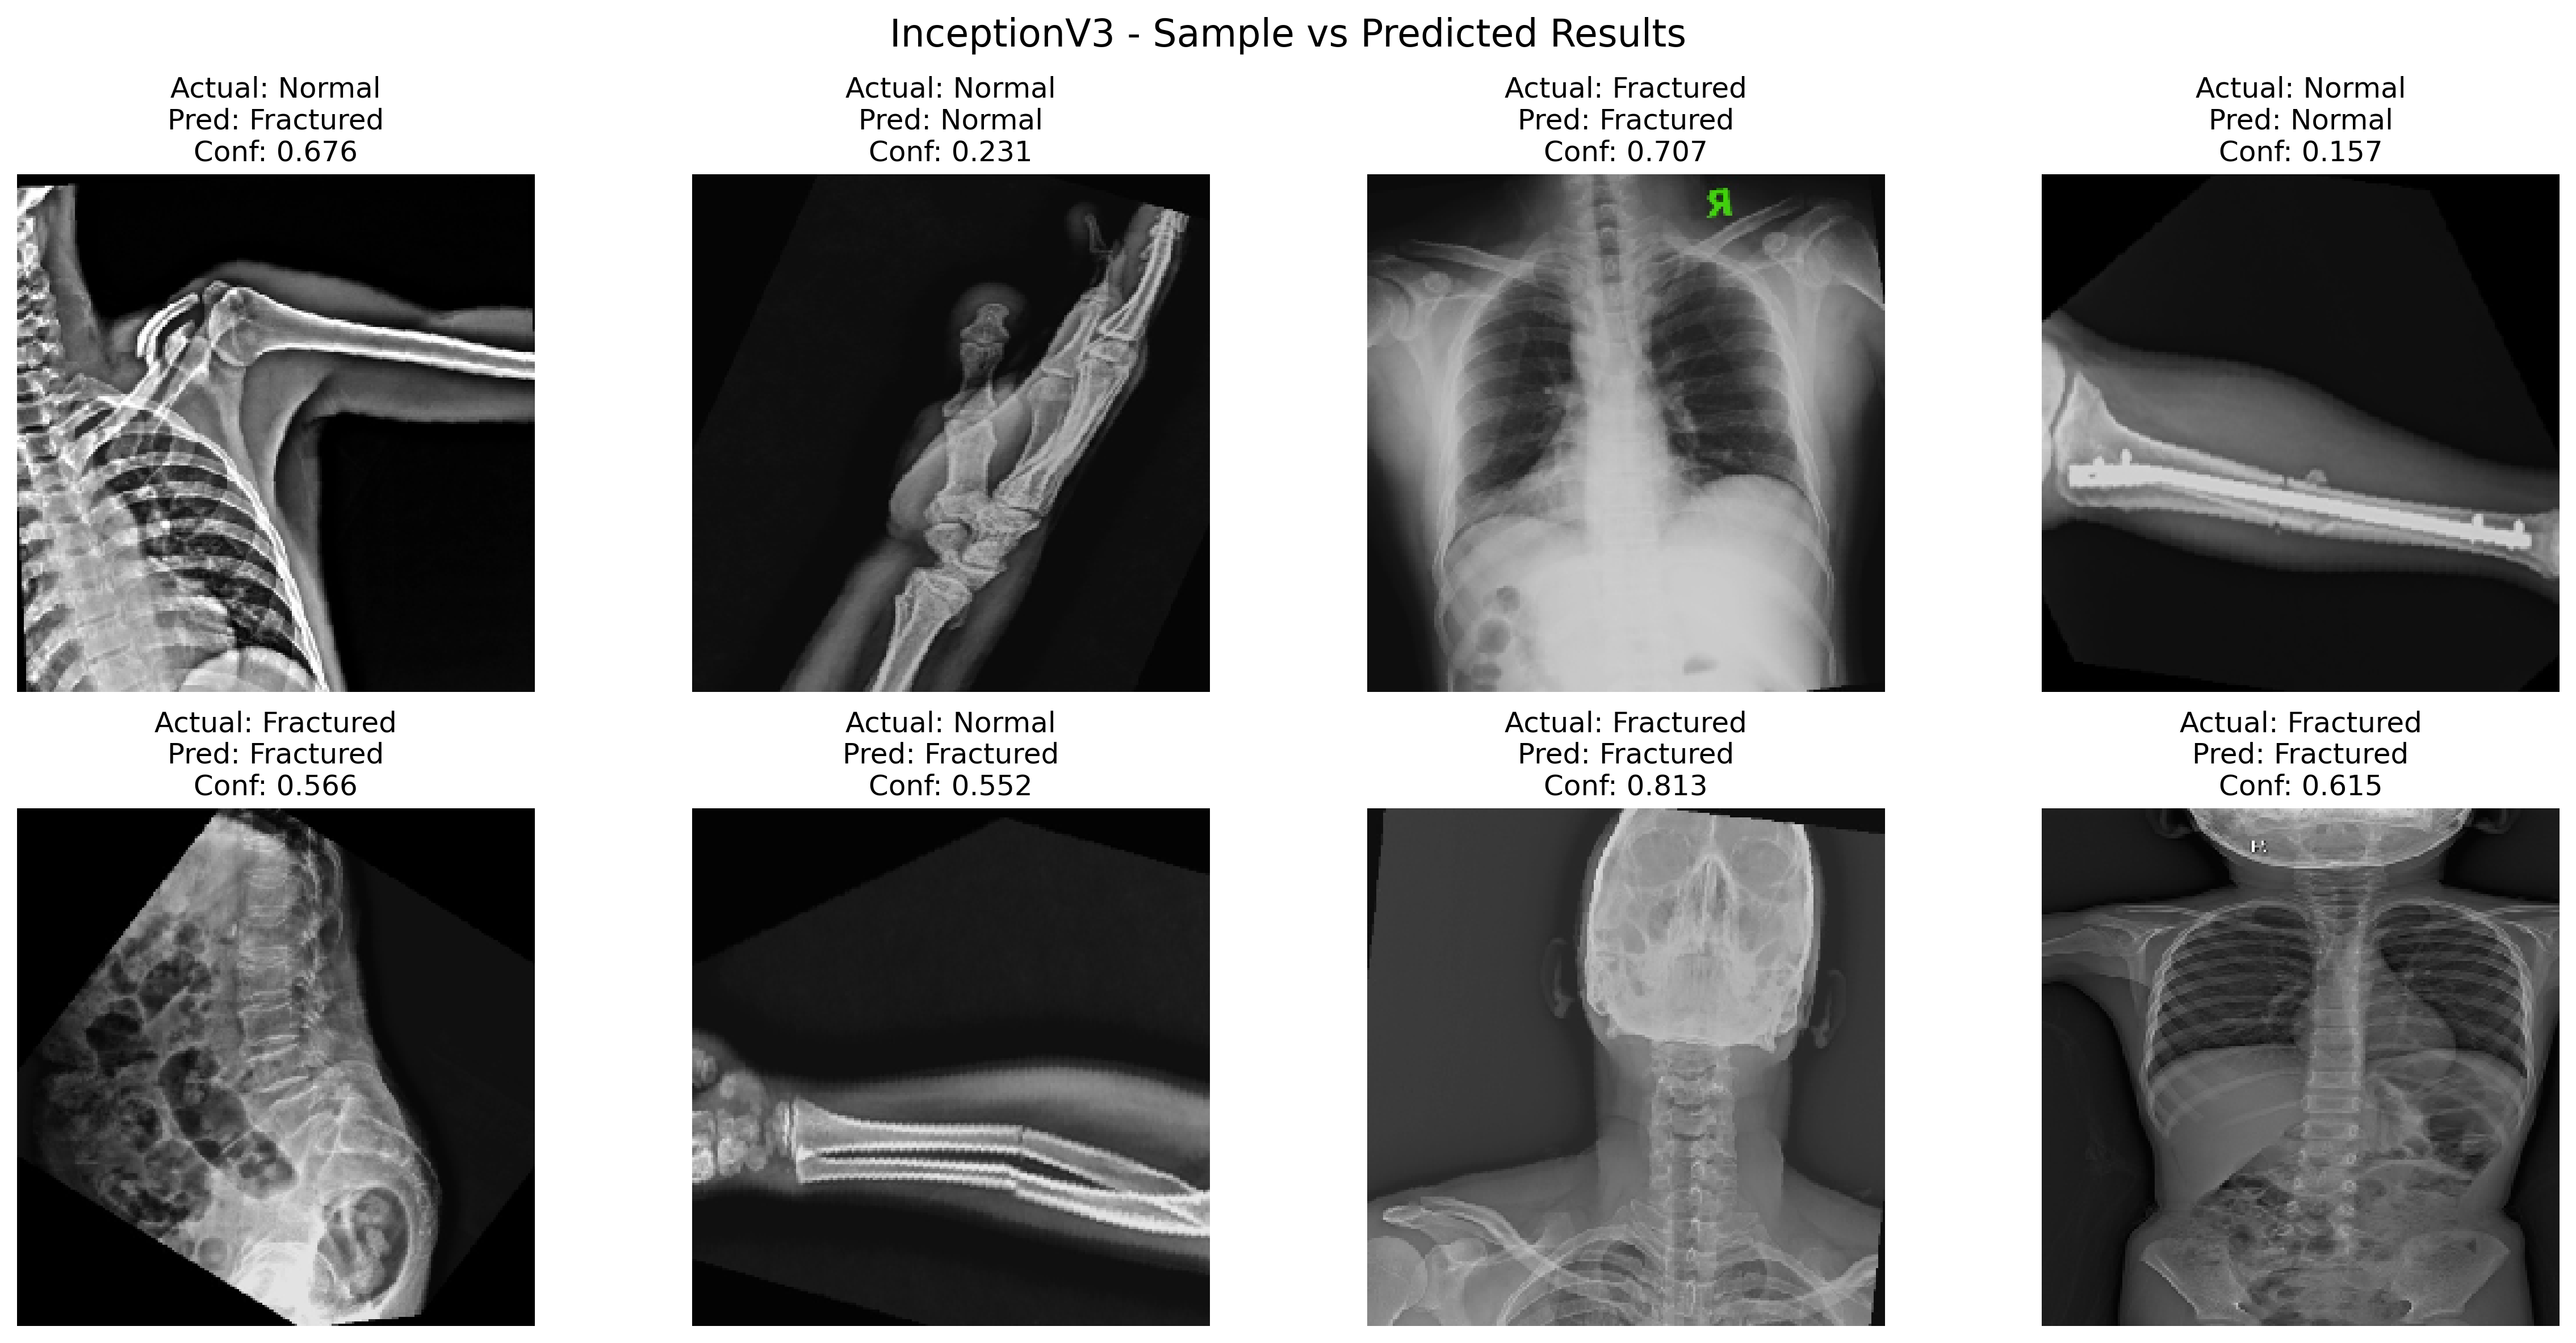 InceptionV3 - Sample vs Predicted Results
Actual: Normal
Pred: Fractured
Conf: 0.676
Actual: Normal
Pred: Normal
Conf: 0.231
Actual: Fractured
Pred: Fractured
Conf: 0.707
R
Actual: Normal
Pred: Normal
Conf: 0.157
Actual: Fractured
Pred: Fractured
Conf: 0.566
Actual: Normal
Pred: Fractured
Conf: 0.552
Actual: Fractured
Pred: Fractured
Conf: 0.813
Actual: Fractured
Pred: Fractured
Conf: 0.615